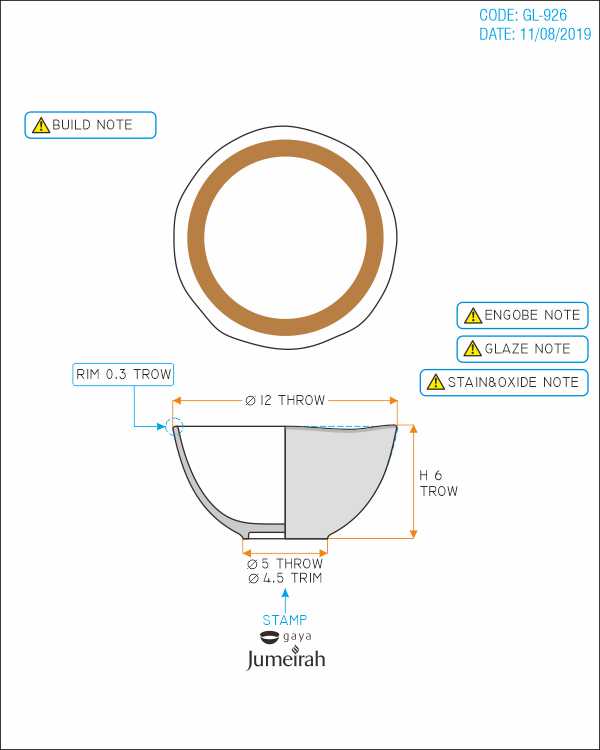 CODE: GL-926
DATE: 11/08/2019
BUILD NOTE
ENGOBE NOTE
GLAZE NOTE
STAIN&OXIDE NOTE
RIM 0.3 TROW
Ø 12 THROW
H 6
TROW
Ø 5 THROW
Ø 4.5 TRIM
STAMP
gaya
Jumeirah